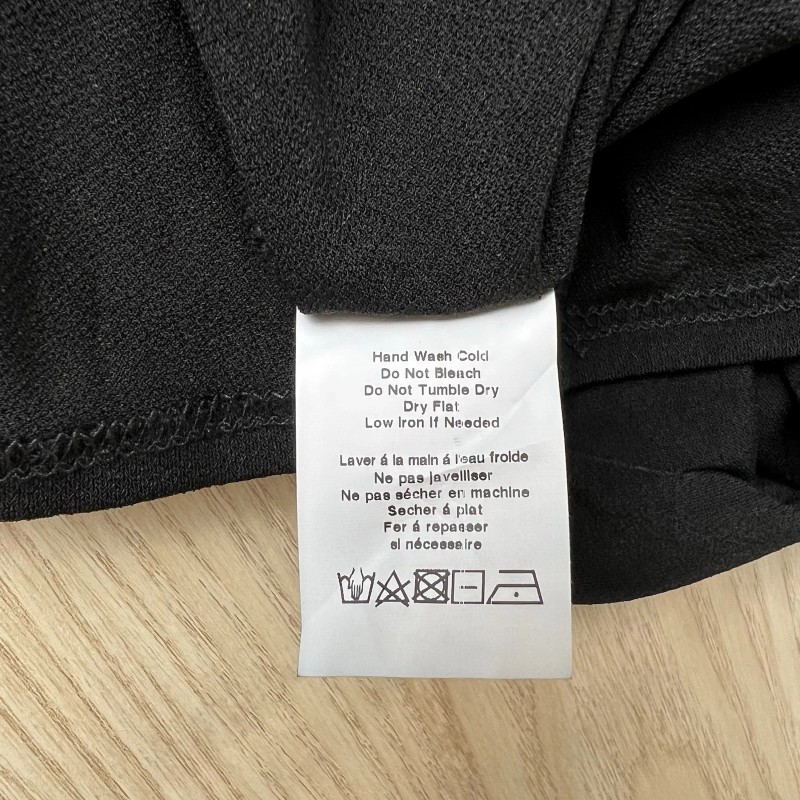 Hand Wash Cold
Do Not Bleach
Do Not Tumble Dry
Dry Flat
Low Iron If Needed
Laver á la main á l'eau froide
Ne pas javelliser
Ne pas sécher en machine
Secher á plat
Fer á repasser
si nécessaire